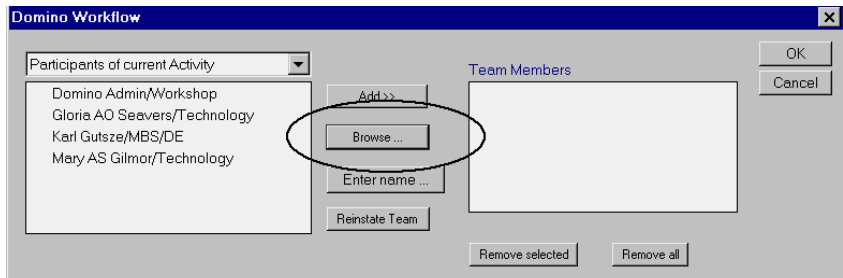 Domino Workflow
Participants of current Activity
Domino Admin/Workshop
Gloria AO Seavers/Technology
Karl Gutsze/MBS/DE
Mary AS Gilmor/Technology
Add >>
Browse ...
Enter name ...
Reinstate Team
Team Members
Remove selected
Remove all
OK
Cancel